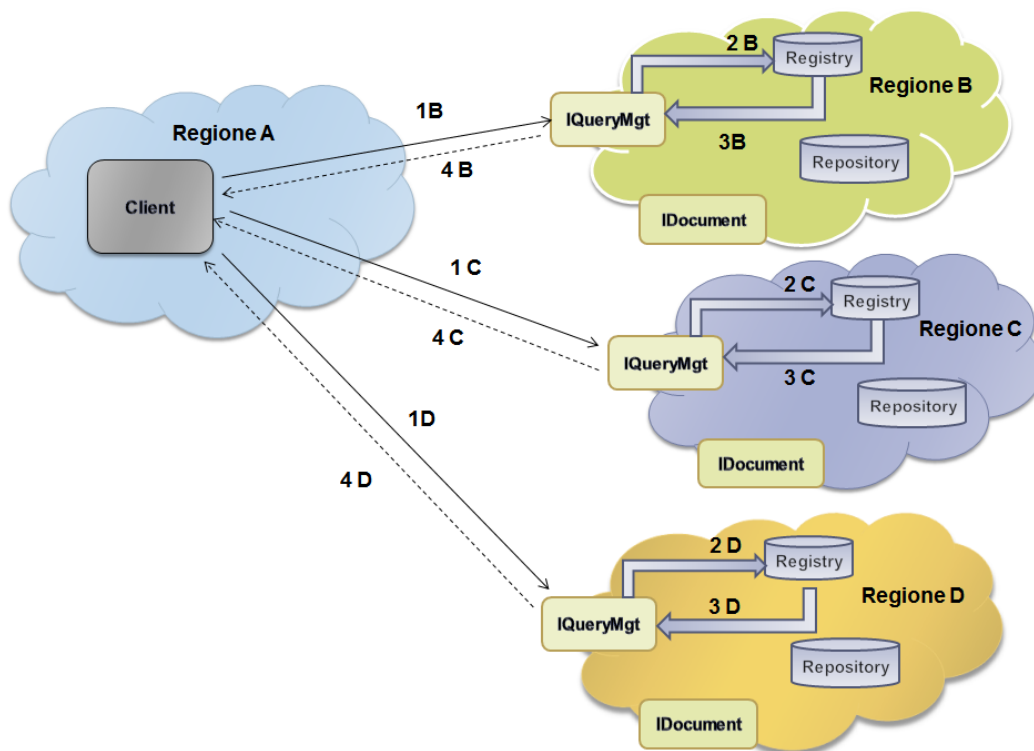 Regione A
Client
1B
4 B
1 C
4 C
1D
4 D
2 B
Registry
Regione B
IQueryMgt
3B
Repository
IDocument
2 C
Registry
Regione C
IQueryMgt
3 C
Repository
IDocument
2 D
Registry
Regione D
3 D
IQueryMgt
Repository
IDocument